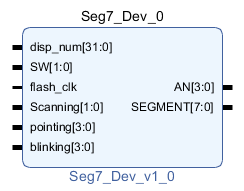 Seg7_Dev_0
disp_num[31:0]
SW[1:0]
flash_clk
Scanning[1:0]
pointing[3:0]
blinking[3:0]
AN[3:0]
SEGMENT[7:0]
Seg7_Dev_v1_0